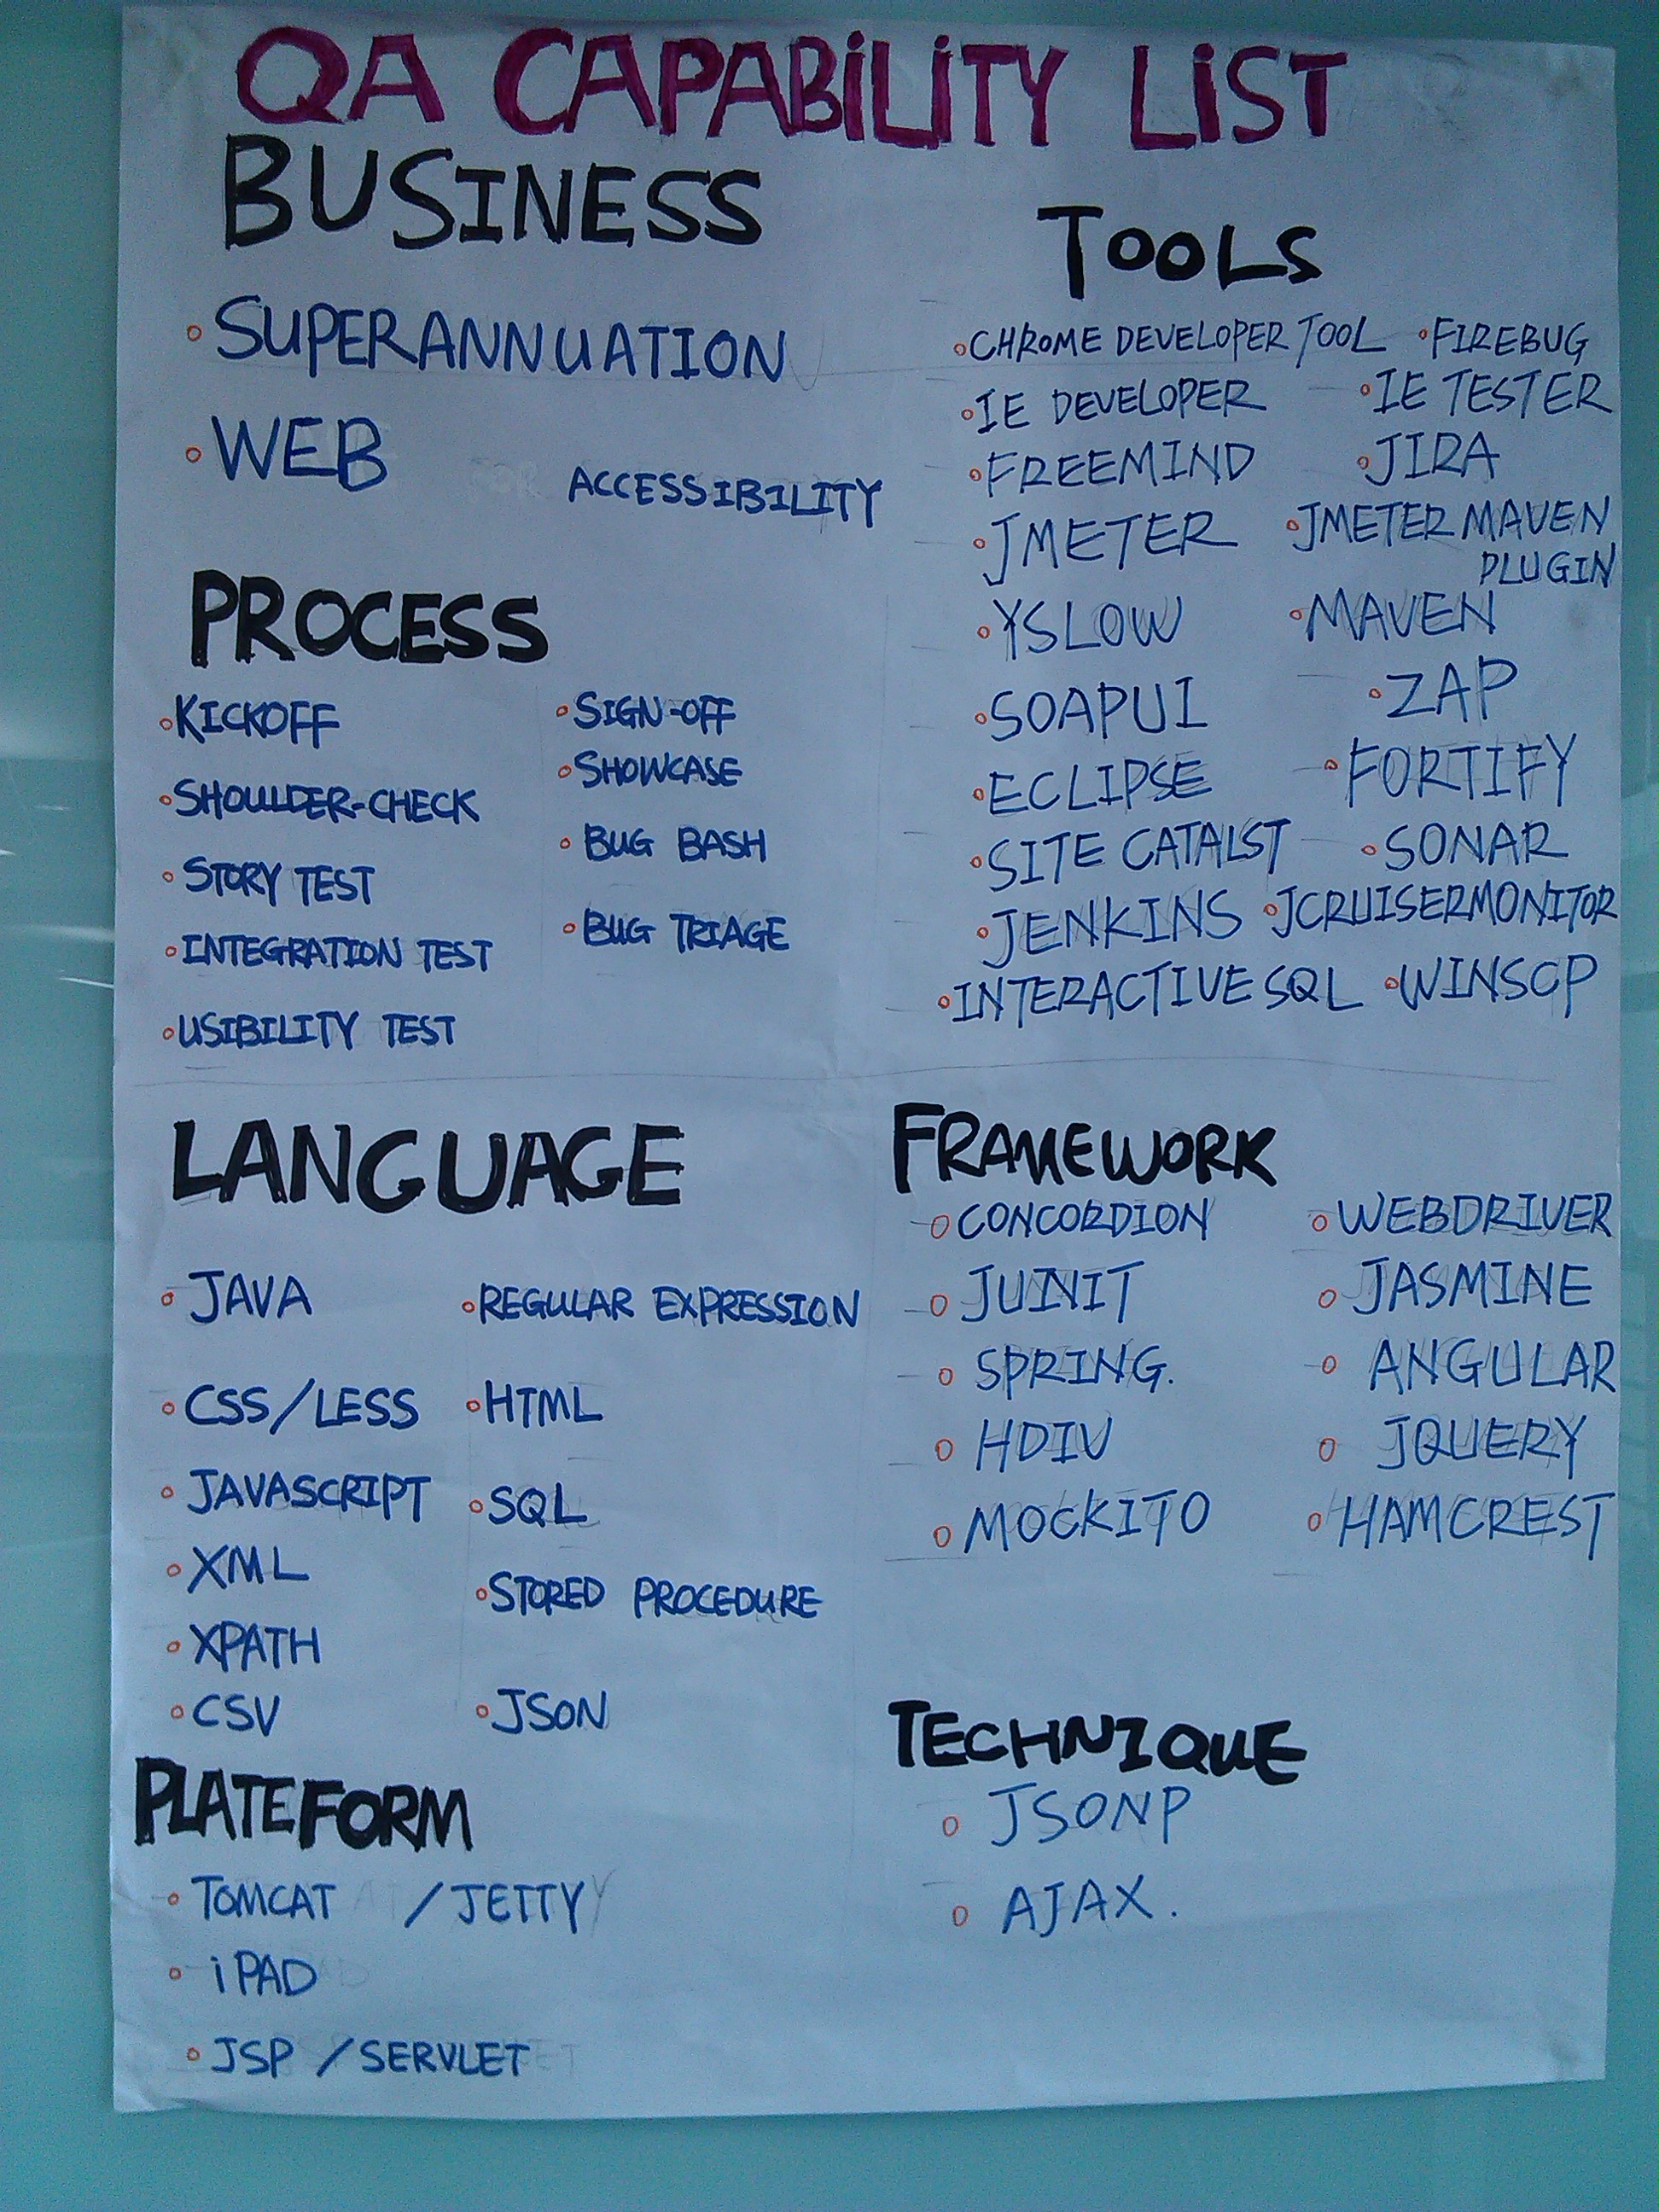 QA CAPABiLiTY LiST
BUSINESS
SUPERANNUATION
WEB ACCESSIBILITY
PROCESS
KICKOFF SIGN-OFF
SHOULDER-CHECK SHOWCASE
STORY TEST BUG BASH
INTEGRATION TEST BUG TRIAGE
USIBILITY TEST
TOOLS
CHROME DEVELOPER TOOL FIREBUG
IE DEVELOPER IE TESTER
FREEMIND JIRA
JMETER JMETER MAVEN
PLUGIN
YSLOW MAVEN
SOAPUI ZAP
ECLIPSE FORTIFY
SITE CATALST SONAR
JENKINS JCRUISERMONITOR
INTERACTIVE SQL WINSCP
LANGUAGE
JAVA REGULAR EXPRESSION
CSS/LESS HTML
JAVASCRIPT SQL
XML STORED PROCEDURE
XPATH
CSV JSON
FRAMEWORK
CONCORDION WEBDRIVER
JUINIT JASMINE
SPRING. ANGULAR
HDIV JQUERY
MOCKITO HAMCREST
PLATEFORM
TOMCAT /JETTY
iPAD
JSP /SERVLET
TECHNIQUE
JSONP
AJAX.